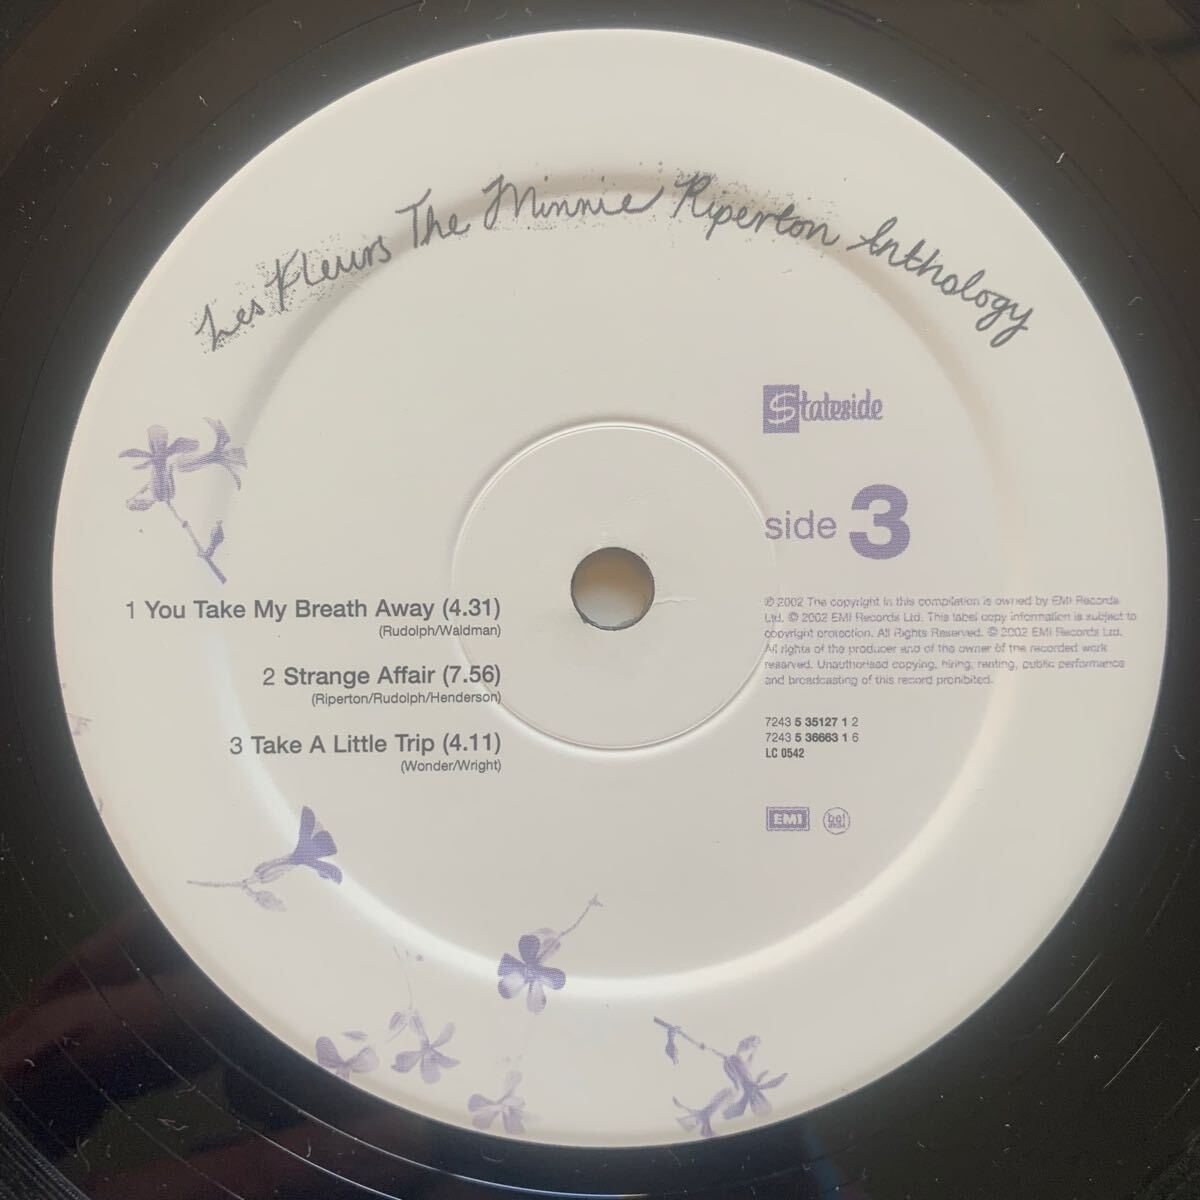 Les Fleurs The Minnie Riperton Anthology
Stateside
side 3
1 You Take My Breath Away (4.31)
(Rudolph/Waldman)
2 Strange Affair (7.56)
(Riperton/Rudolph/Henderson)
3 Take A Little Trip (4.11)
(Wonder/Wright)
℗ 2002 The copyright in this compilation is owned by EMI Records
Ltd. © 2002 EMI Records Ltd. This label copy information is subject to
copyright protection. All Rights Reserved. ℗ 2002 EMI Records Ltd.
All rights of the producer and of the owner of the recorded work
reserved. Unauthorised copying, hiring, renting, public performance
and broadcasting of this record prohibited.
7243 5 35127 1 2
7243 5 36663 1 6
LC 0542
EMI